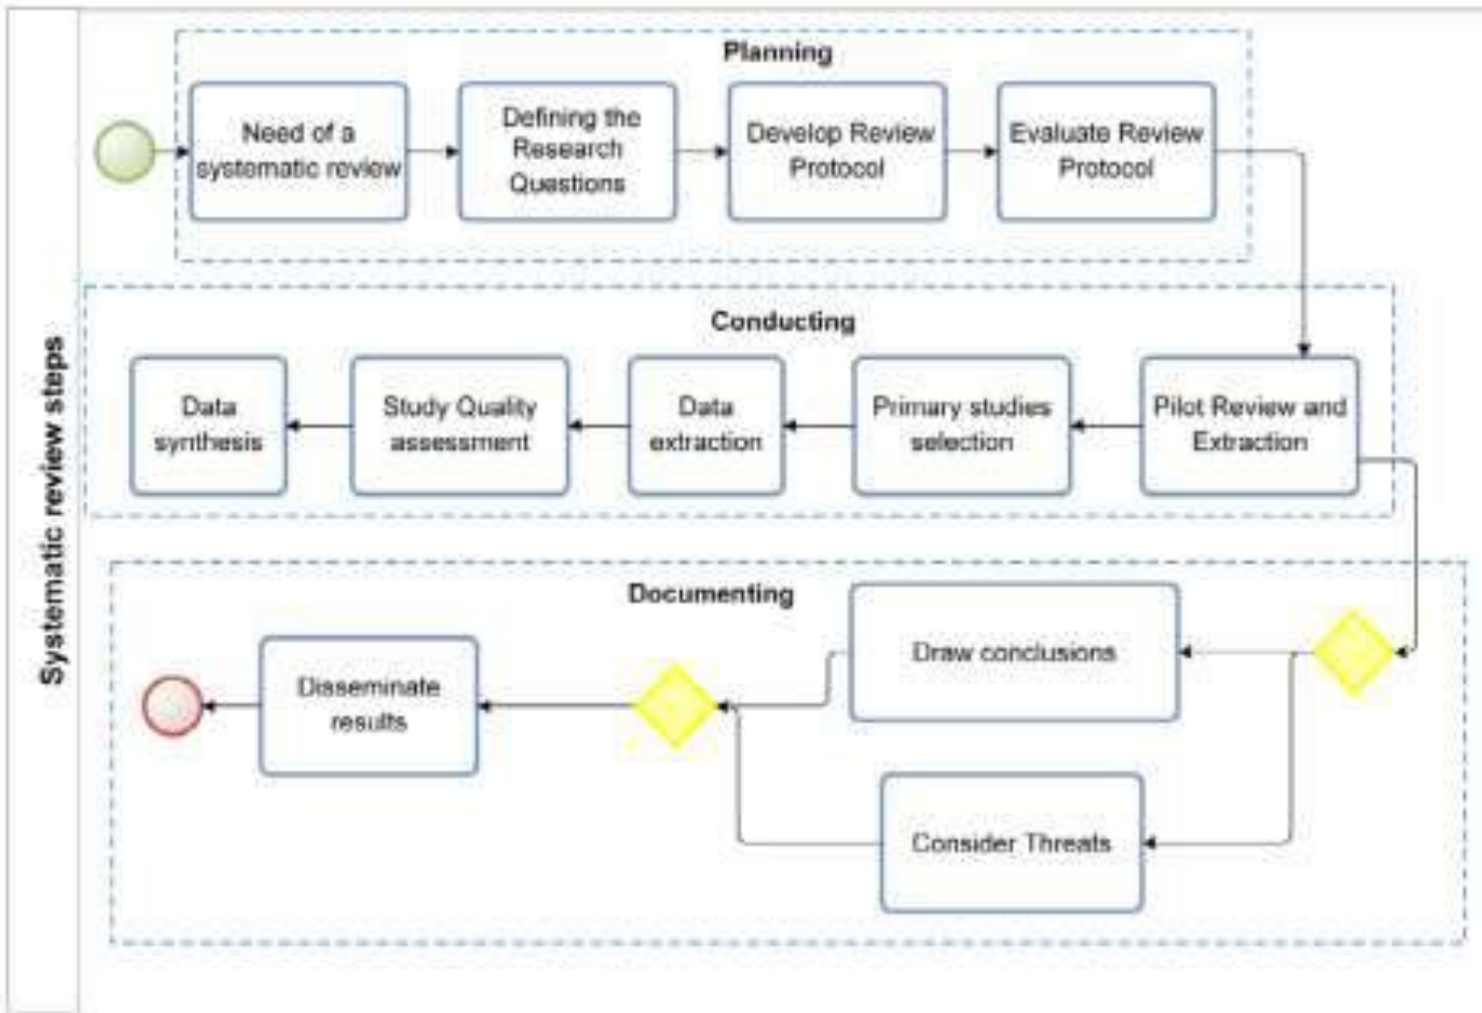 Systematic review steps
Planning
Need of a
systematic review
Defining the
Research
Questions
Develop Review
Protocol
Evaluate Review
Protocol
Conducting
Data
synthesis
Study Quality
assessment
Data
extraction
Primary studies
selection
Pilot Review and
Extraction
Documenting
Draw conclusions
Disseminate
results
Consider Threats